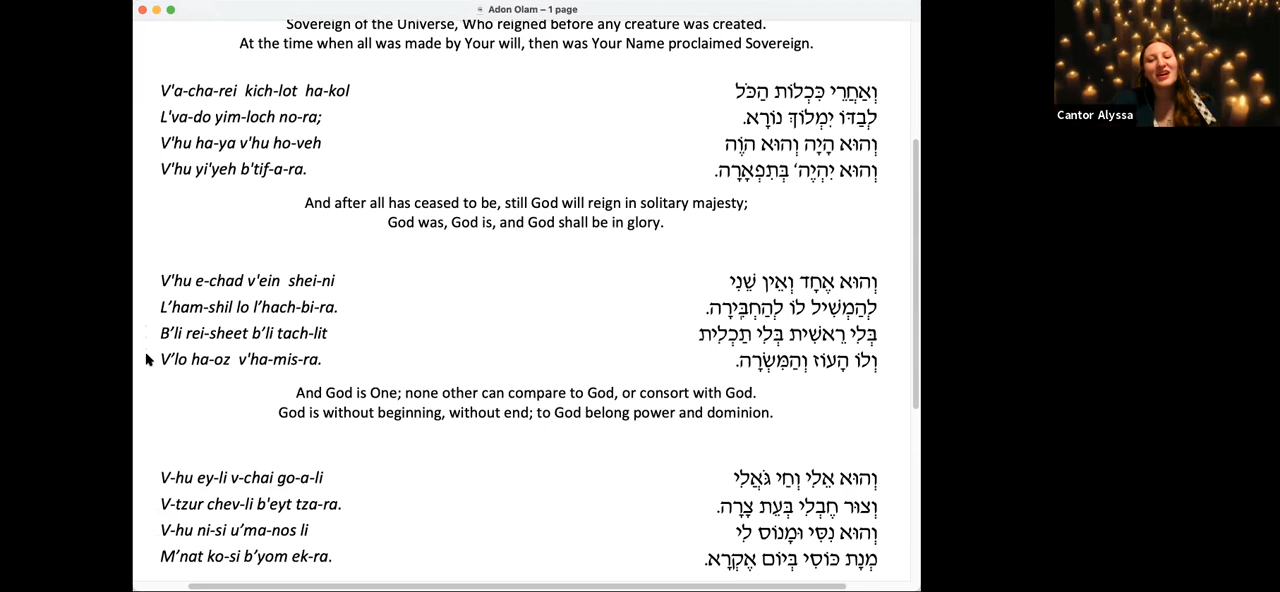 Adon Olam – 1 page
Sovereign of the Universe, Who reigned before any creature was created.
At the time when all was made by Your will, then was Your Name proclaimed Sovereign.
V'a-cha-rei kich-lot ha-kol
וְאַחֲרֵי כִּכְלוֹת הַכֹּל
L'va-do yim-loch no-ra;
לְבַדּוֹ יִמְלוֹךְ נוֹרָא.
V'hu ha-ya v'hu ho-veh
וְהוּא הָיָה וְהוּא הוֶֹה
V'hu yi'yeh b'tif-a-ra.
וְהוּא יִהְיֶה' בְּתִפְאָרָה.
And after all has ceased to be, still God will reign in solitary majesty;
God was, God is, and God shall be in glory.
V'hu e-chad v'ein shei-ni
וְהוּא אֶחָד וְאֵין שֵׁנִי
L’ham-shil lo l’hach-bi-ra.
לְהַמְשִׁיל לוֹ לְהַחְבִּֽירָה.
B’li rei-sheet b’li tach-lit
בְּלִי רֵאשִׁית בְּלִי תַכְלִית
V’lo ha-oz v'ha-mis-ra.
וְלוֹ הָעוֹז וְהַמִּשְׂרָה.
And God is One; none other can compare to God, or consort with God.
God is without beginning, without end; to God belong power and dominion.
V-hu ey-li v-chai go-a-li
וְהוּא אֵלִי וְחַי גֹּאֲלִי
V-tzur chev-li b'eyt tza-ra.
וְצוּר חֶבְלִי בְּעֵת צָרָה.
V-hu ni-si u’ma-nos li
וְהוּא נִסִּי וּמָנוֹס לִי
M’nat ko-si b’yom ek-ra.
מְנָת כּוֹסִי בְּיוֹם אֶקְרָא.
Cantor Alyssa